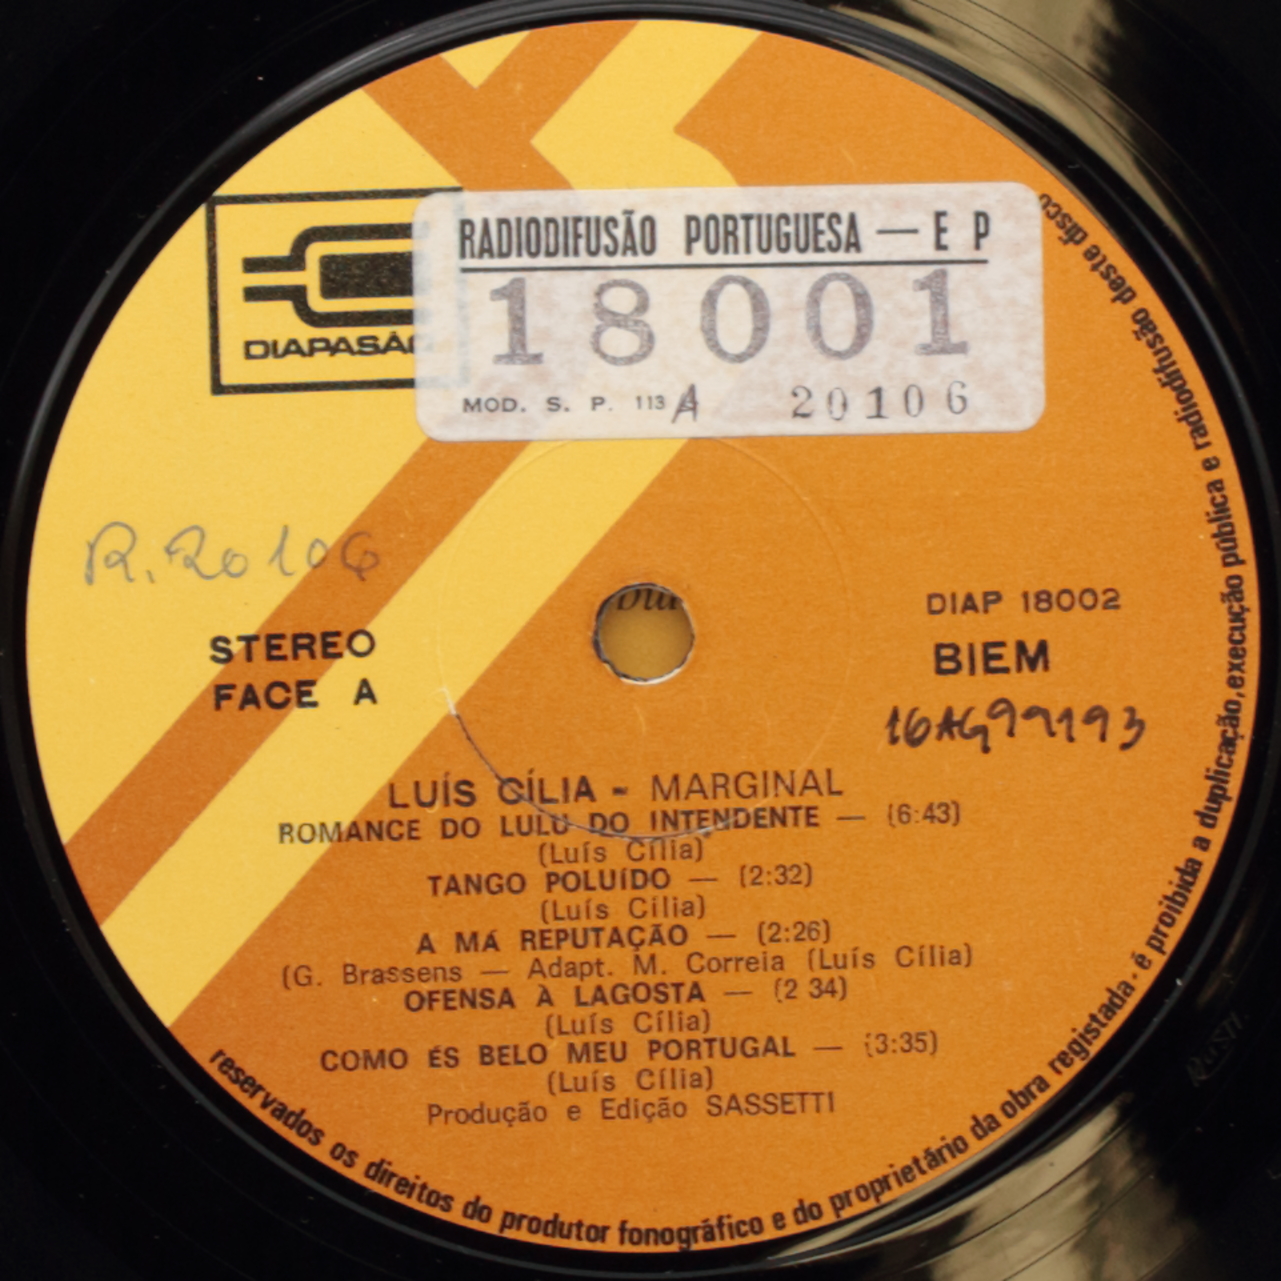 RADIODIFUSÃO PORTUGUESA — E P
18001
MOD. S. P. 113 A 20106
DIAPASÃO
R. 20106
STEREO
FACE A
DIAP 18002
BIEM
LUÍS CÍLIA - MARGINAL
ROMANCE DO LULU DO INTENDENTE — (6:43)
(Luís Cília)
TANGO POLUÍDO — (2:32)
(Luís Cília)
A MÁ REPUTAÇÃO — (2:26)
(G. Brassens — Adapt. M. Correia (Luís Cília)
OFENSA À LAGOSTA — (2 34)
(Luís Cília)
COMO ÉS BELO MEU PORTUGAL — (3:35)
(Luís Cília)
Produção e Edição SASSETTI
reservados os direitos do produtor fonográfico e do proprietário da obra registada · é proibida a duplicação, execução pública e radiodifusão deste disco